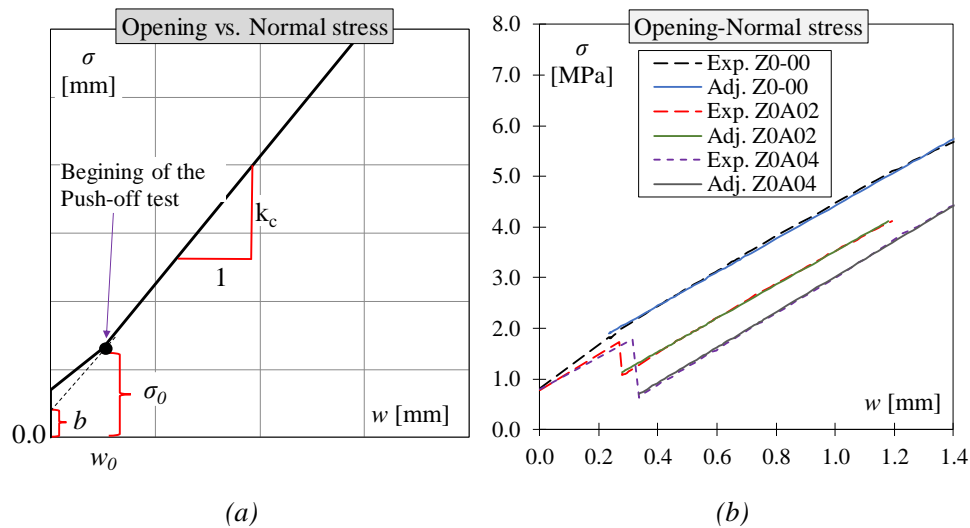 Opening vs. Normal stress
σ
[mm]
Begining of the
Push-off test
kc
1
σ0
b
w [mm]
0.0
w0
(a)
Opening-Normal stress
8.0
7.0
6.0
5.0
4.0
3.0
2.0
1.0
0.0
σ
[MPa]
Exp. Z0-00
Adj. Z0-00
Exp. Z0A02
Adj. Z0A02
Exp. Z0A04
Adj. Z0A04
w [mm]
0.0 0.2 0.4 0.6 0.8 1.0 1.2 1.4
(b)